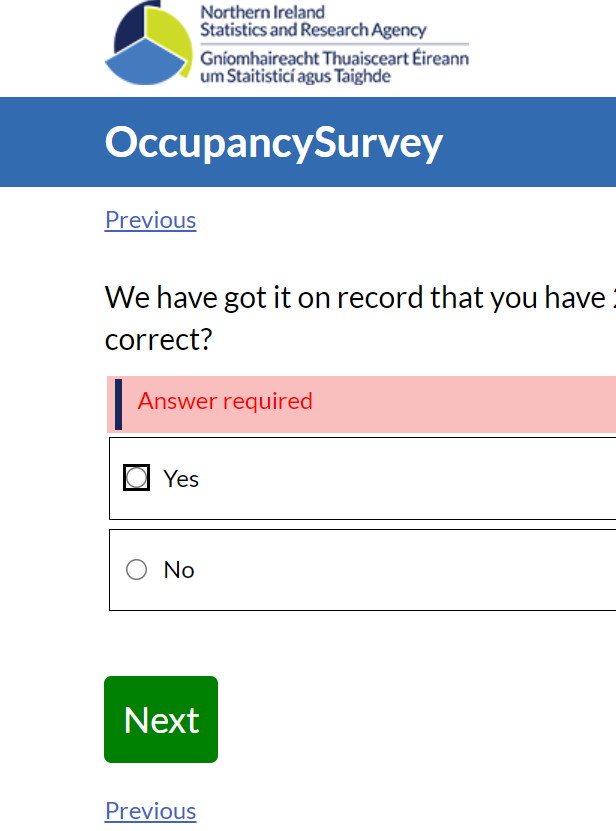 Northern Ireland
Statistics and Research Agency
Gníomhaireacht Thuaisceart Éireann
um Staitisticí agus Taighde
OccupancySurvey
Previous
We have got it on record that you have
correct?
Answer required
Yes
No
Next
Previous